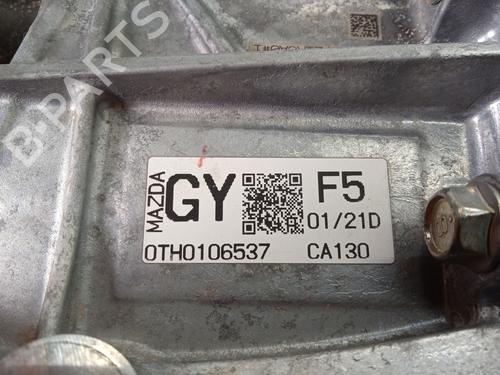 B-PARTS
MAZDA
GY
F5
01/21D
0TH0106537
CA130